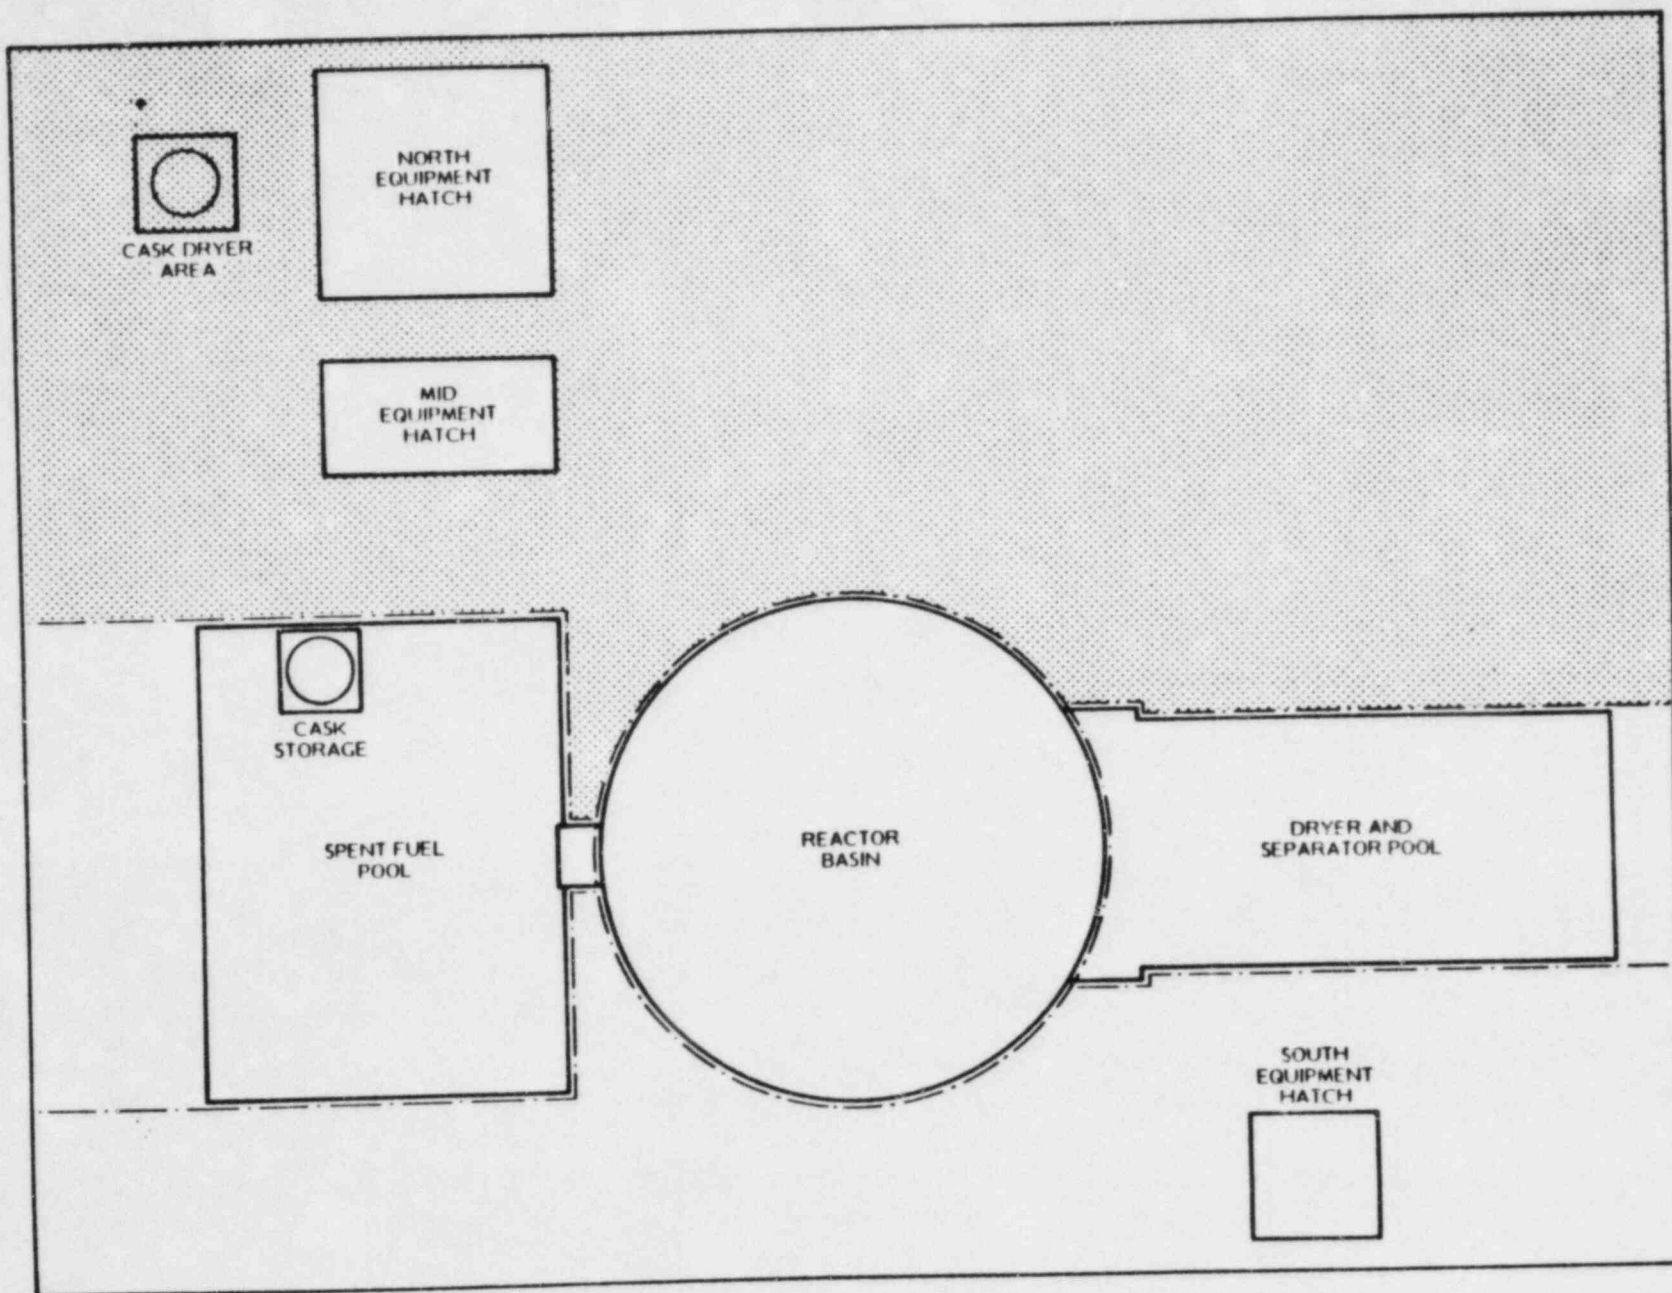 NORTH
EQUIPMENT
HATCH
CASK DRYER
AREA
MID
EQUIPMENT
HATCH
CASK
STORAGE
SPENT FUEL
POOL
REACTOR
BASIN
DRYER AND
SEPARATOR POOL
SOUTH
EQUIPMENT
HATCH